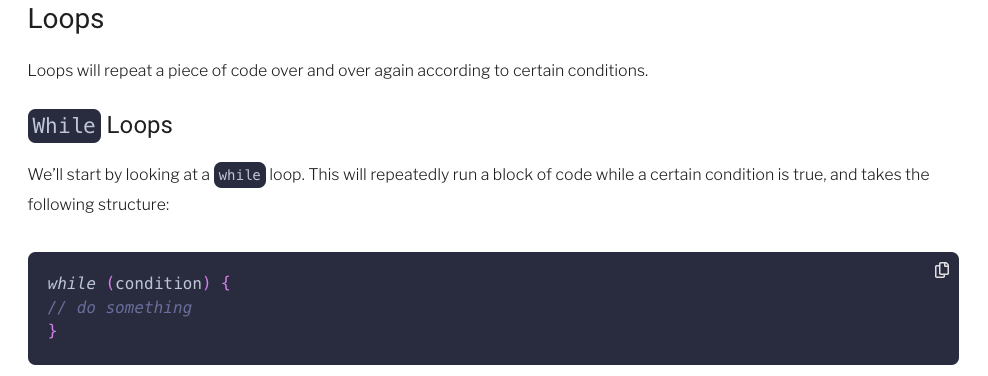 Loops
Loops will repeat a piece of code over and over again according to certain conditions.
While Loops
We’ll start by looking at a while loop. This will repeatedly run a block of code while a certain condition is true, and takes the
following structure:
while (condition) {
// do something
}